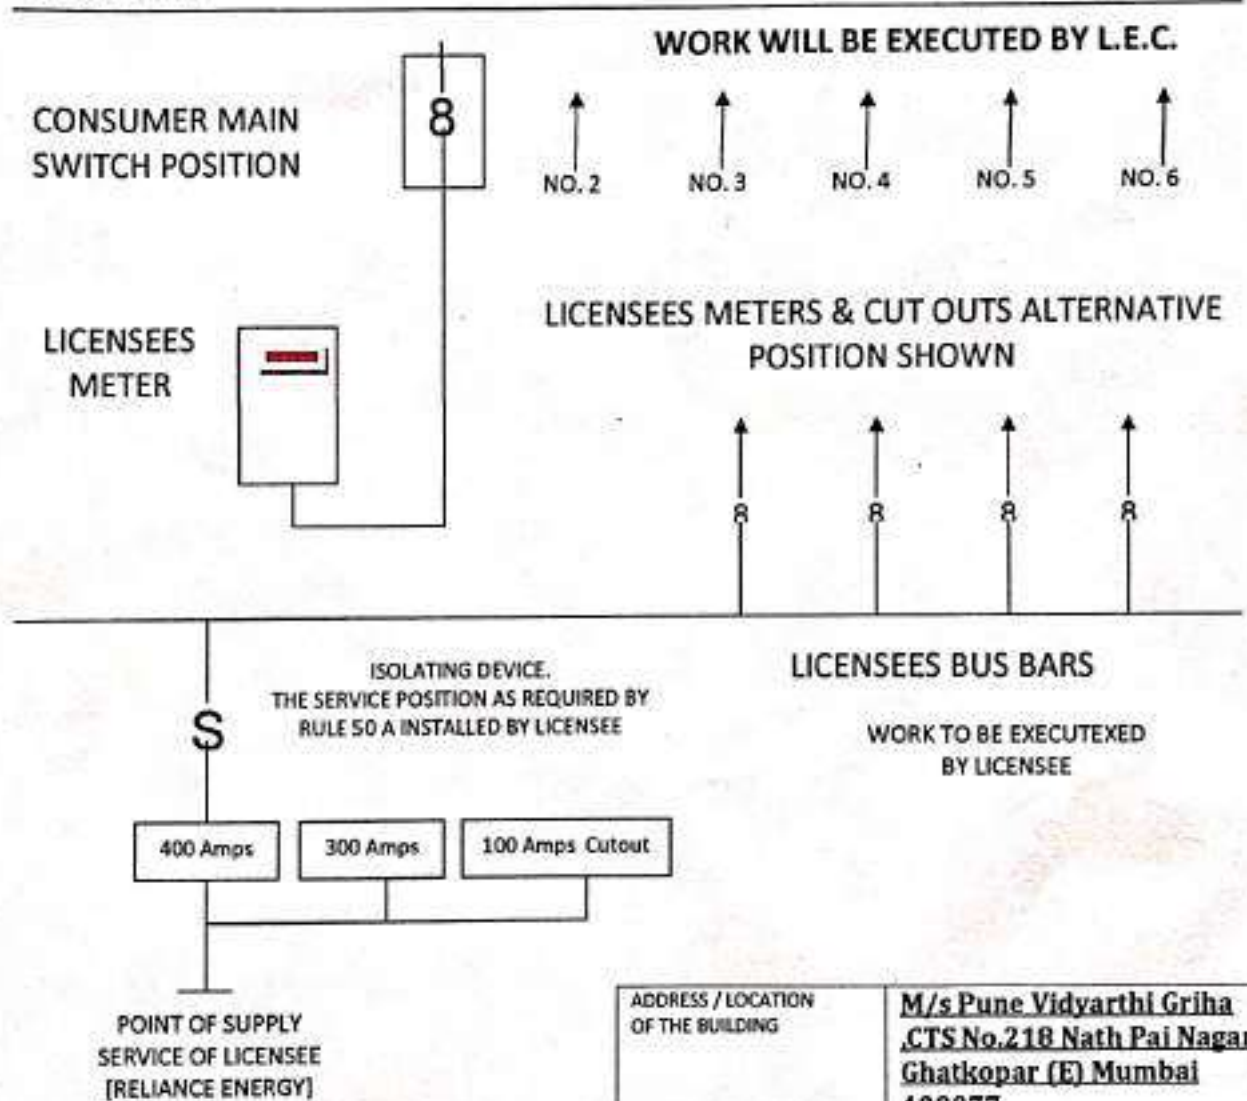 WORK WILL BE EXECUTED BY L.E.C.
CONSUMER MAIN
SWITCH POSITION
8
NO. 2
NO. 3
NO. 4
NO. 5
NO. 6
LICENSEES METERS & CUT OUTS ALTERNATIVE
POSITION SHOWN
LICENSEES
METER
8
8
8
8
ISOLATING DEVICE.
THE SERVICE POSITION AS REQUIRED BY
RULE 50 A INSTALLED BY LICENSEE
LICENSEES BUS BARS
S
WORK TO BE EXECUTEXED
BY LICENSEE
400 Amps
300 Amps
100 Amps Cutout
POINT OF SUPPLY
SERVICE OF LICENSEE
[RELIANCE ENERGY]
ADDRESS / LOCATION
OF THE BUILDING
M/s Pune Vidyarthi Griha
,CTS No.218 Nath Pai Nagar
Ghatkopar (E) Mumbai